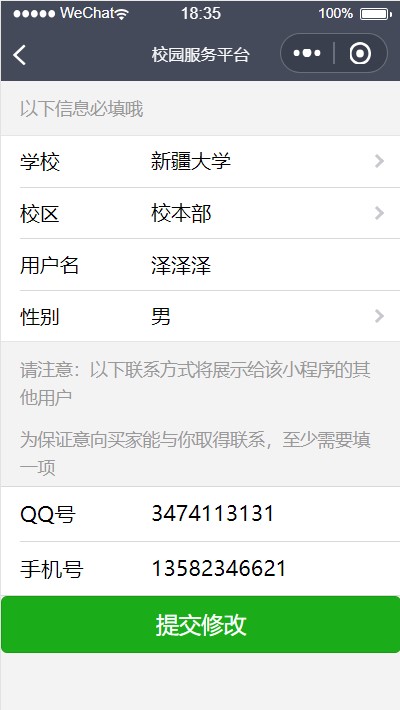 WeChat 18:35 100%
校园服务平台
以下信息必填哦
学校 新疆大学
校区 校本部
用户名 泽泽泽
性别 男
请注意：以下联系方式将展示给该小程序的其
他用户
为保证意向买家能与你取得联系，至少需要填
一项
QQ号 3474113131
手机号 13582346621
提交修改